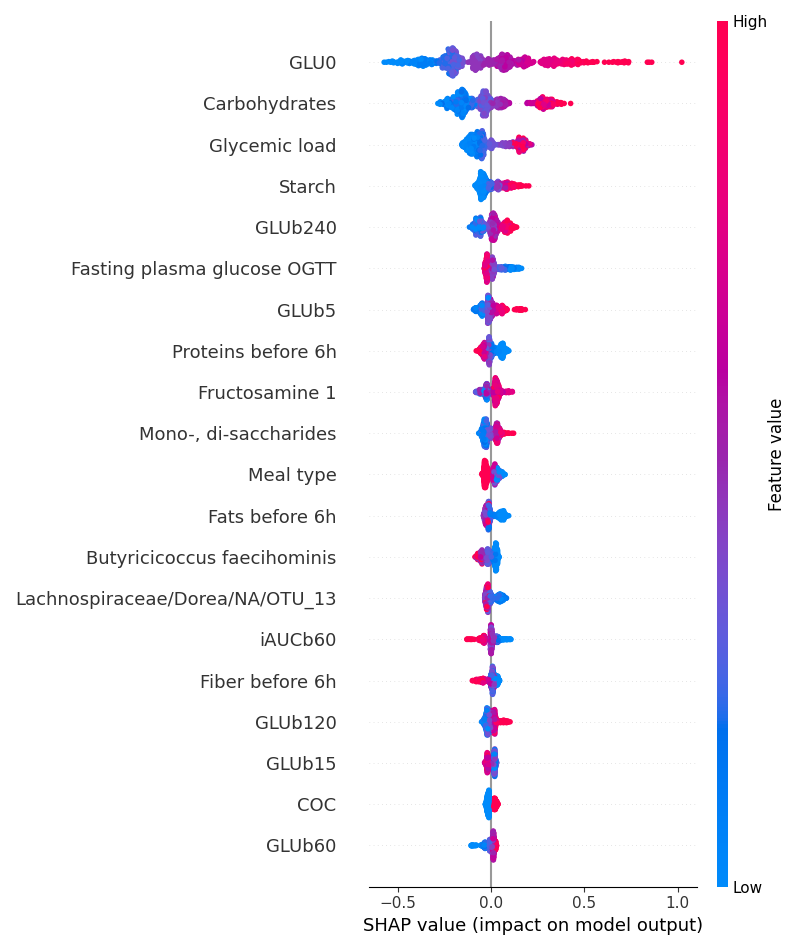 High
GLU0
Carbohydrates
Glycemic load
Starch
GLUb240
Fasting plasma glucose OGTT
GLUb5
Proteins before 6h
Fructosamine 1
Mono-, di-saccharides
Meal type
Fats before 6h
Butyricicoccus faecihominis
Lachnospiraceae/Dorea/NA/OTU_13
iAUCb60
Fiber before 6h
GLUb120
GLUb15
COC
GLUb60
Low
Feature value
−0.5 0.0 0.5 1.0
SHAP value (impact on model output)